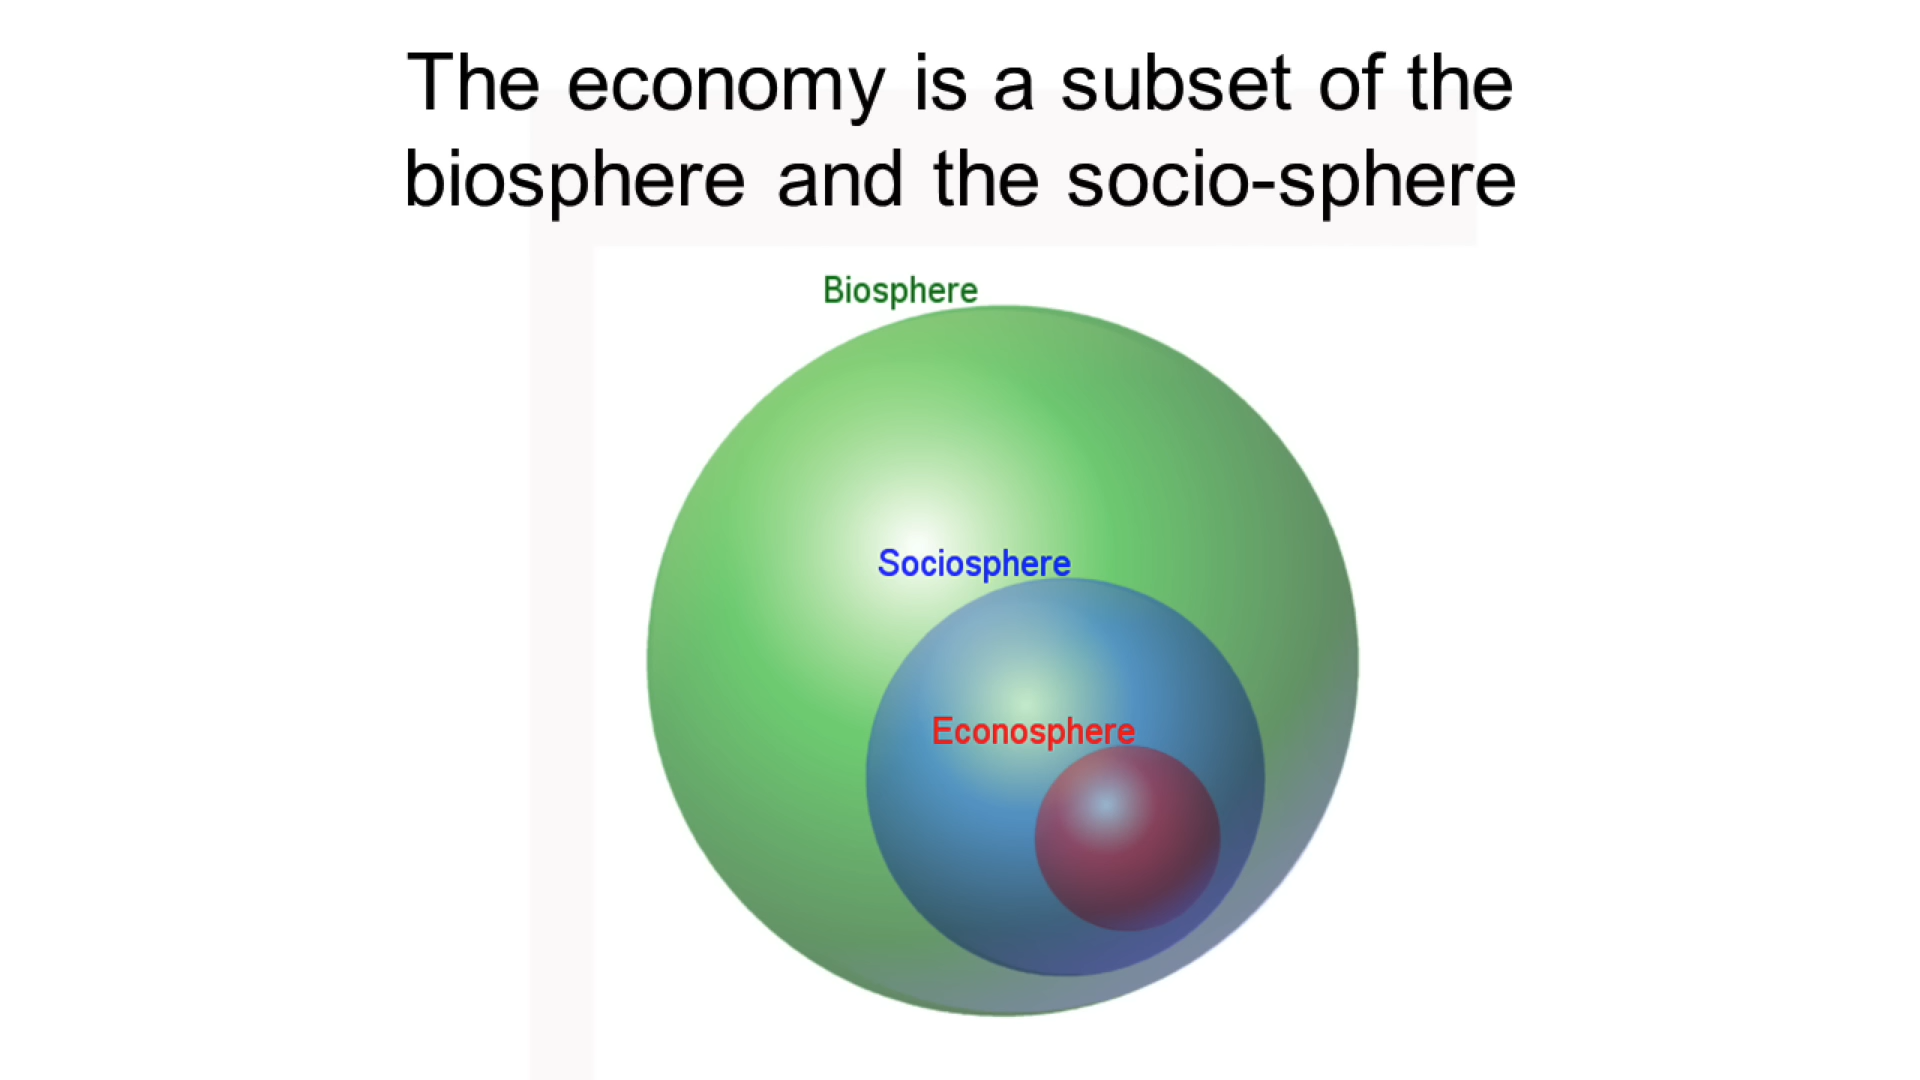 The economy is a subset of the
biosphere and the socio-sphere
Biosphere
Sociosphere
Econosphere